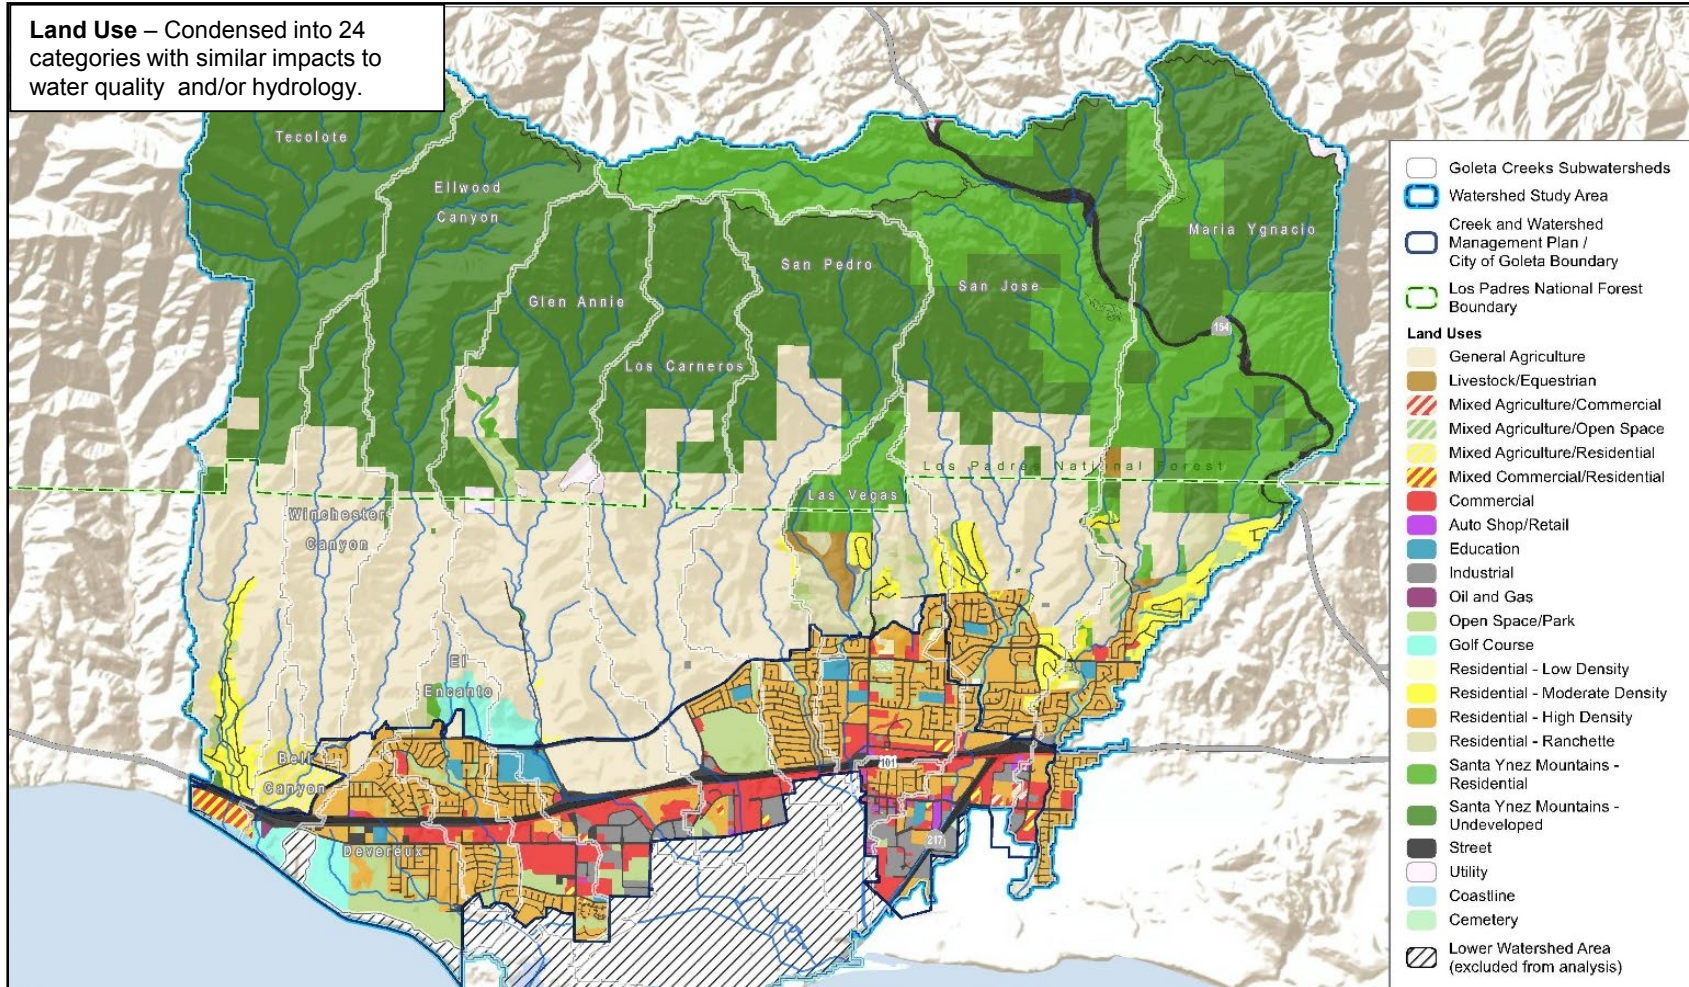 Land Use – Condensed into 24
categories with similar impacts to
water quality and/or hydrology.
Tecolote
Ellwood
Canyon
Maria Ygnacio
San Pedro
San Jose
Glen Annie
154
Los Carneros
Los Padres National Forest
Las Vegas
Winchester
Canyon
El
Encanto
Bell
Canyon
101
Devereux
217
Goleta Creeks Subwatersheds
Watershed Study Area
Creek and Watershed
Management Plan /
City of Goleta Boundary
Los Padres National Forest
Boundary
Land Uses
General Agriculture
Livestock/Equestrian
Mixed Agriculture/Commercial
Mixed Agriculture/Open Space
Mixed Agriculture/Residential
Mixed Commercial/Residential
Commercial
Auto Shop/Retail
Education
Industrial
Oil and Gas
Open Space/Park
Golf Course
Residential - Low Density
Residential - Moderate Density
Residential - High Density
Residential - Ranchette
Santa Ynez Mountains -
Residential
Santa Ynez Mountains -
Undeveloped
Street
Utility
Coastline
Cemetery
Lower Watershed Area
(excluded from analysis)